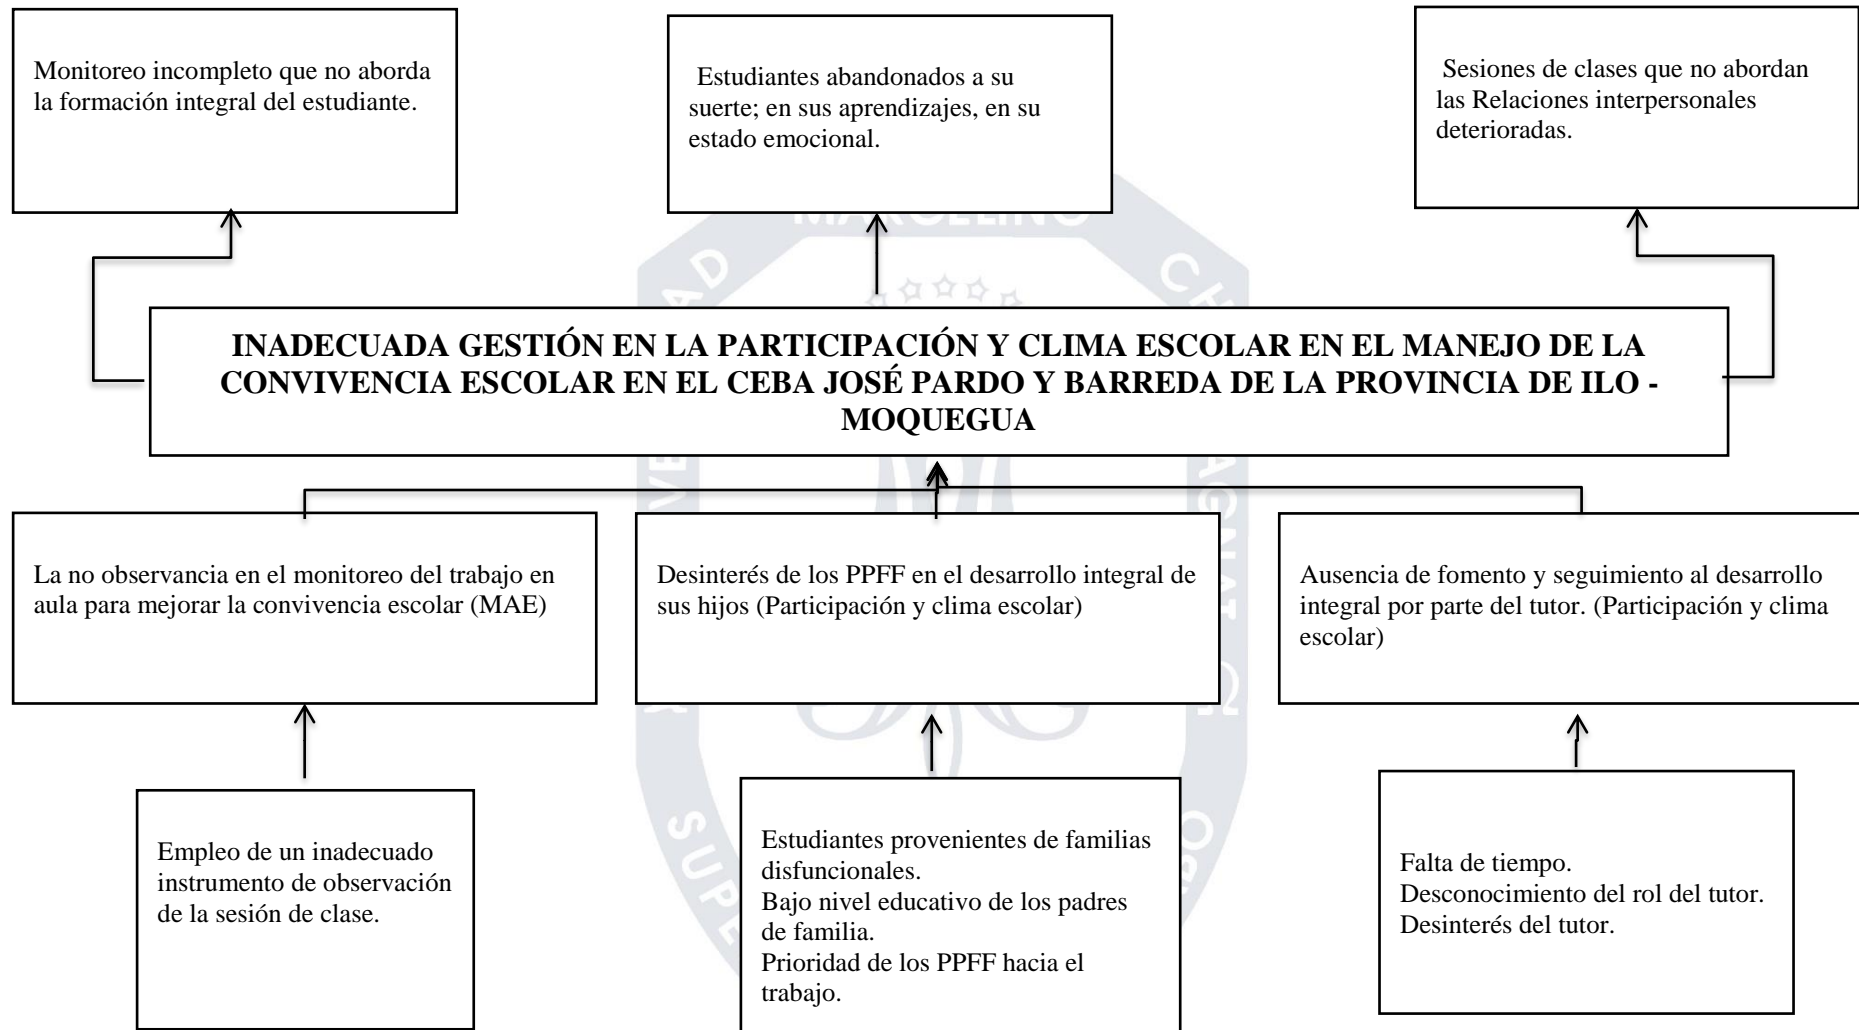 Monitoreo incompleto que no aborda
la formación integral del estudiante.
Estudiantes abandonados a su
suerte; en sus aprendizajes, en su
estado emocional.
Sesiones de clases que no abordan
las Relaciones interpersonales
deterioradas.
INADECUADA GESTIÓN EN LA PARTICIPACIÓN Y CLIMA ESCOLAR EN EL MANEJO DE LA
CONVIVENCIA ESCOLAR EN EL CEBA JOSÉ PARDO Y BARREDA DE LA PROVINCIA DE ILO -
MOQUEGUA
La no observancia en el monitoreo del trabajo en
aula para mejorar la convivencia escolar (MAE)
Desinterés de los PPFF en el desarrollo integral de
sus hijos (Participación y clima escolar)
Ausencia de fomento y seguimiento al desarrollo
integral por parte del tutor. (Participación y clima
escolar)
Empleo de un inadecuado
instrumento de observación
de la sesión de clase.
Estudiantes provenientes de familias
disfuncionales.
Bajo nivel educativo de los padres
de familia.
Prioridad de los PPFF hacia el
trabajo.
Falta de tiempo.
Desconocimiento del rol del tutor.
Desinterés del tutor.